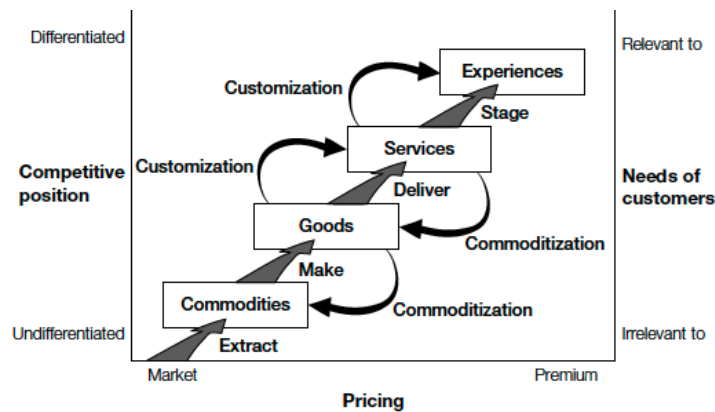 Differentiated
Relevant to
Experiences
Customization
Stage
Services
Customization
Competitive
position
Needs of
customers
Deliver
Goods
Commoditization
Make
Commodities
Commoditization
Undifferentiated
Irrelevant to
Extract
Market
Premium
Pricing